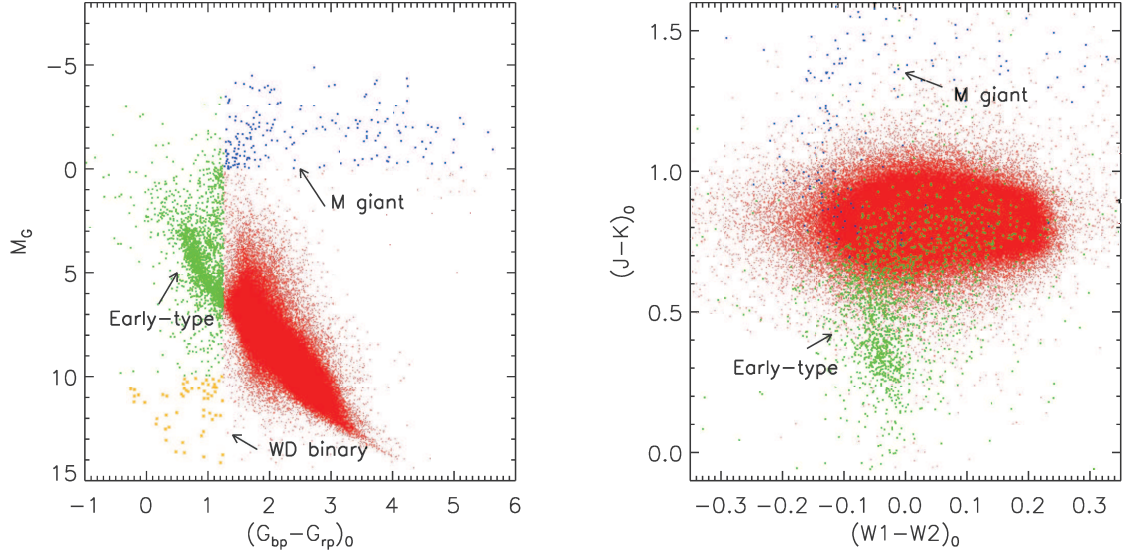 −5
0
5
10
15
M_G
M giant
Early−type
WD binary
−1 0 1 2 3 4 5 6
(G_bp−G_rp)_0
1.5
1.0
0.5
0.0
(J−K)_0
M giant
Early−type
−0.3 −0.2 −0.1 0.0 0.1 0.2 0.3
(W1−W2)_0